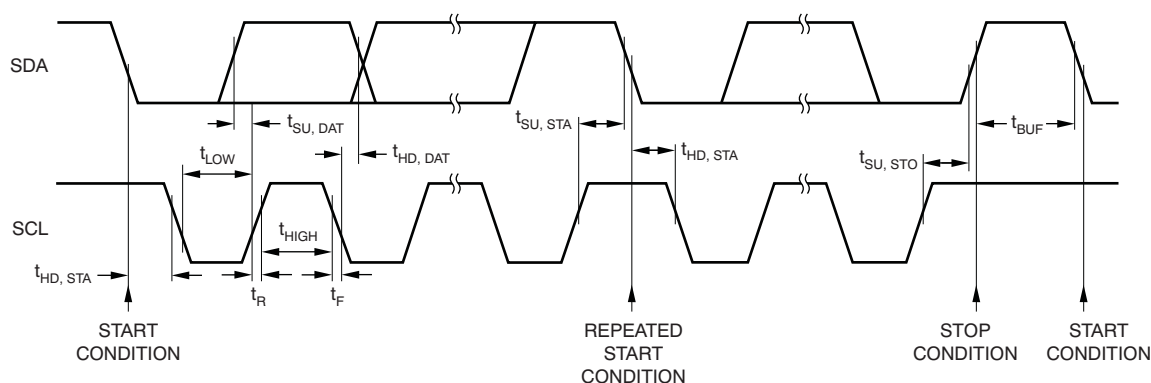 SDA
t_SU, DAT
t_SU, STA
t_BUF
t_LOW
t_HD, DAT
t_HD, STA
t_SU, STO
SCL
t_HIGH
t_HD, STA
t_R
t_F
START
CONDITION
REPEATED
START
CONDITION
STOP
CONDITION
START
CONDITION